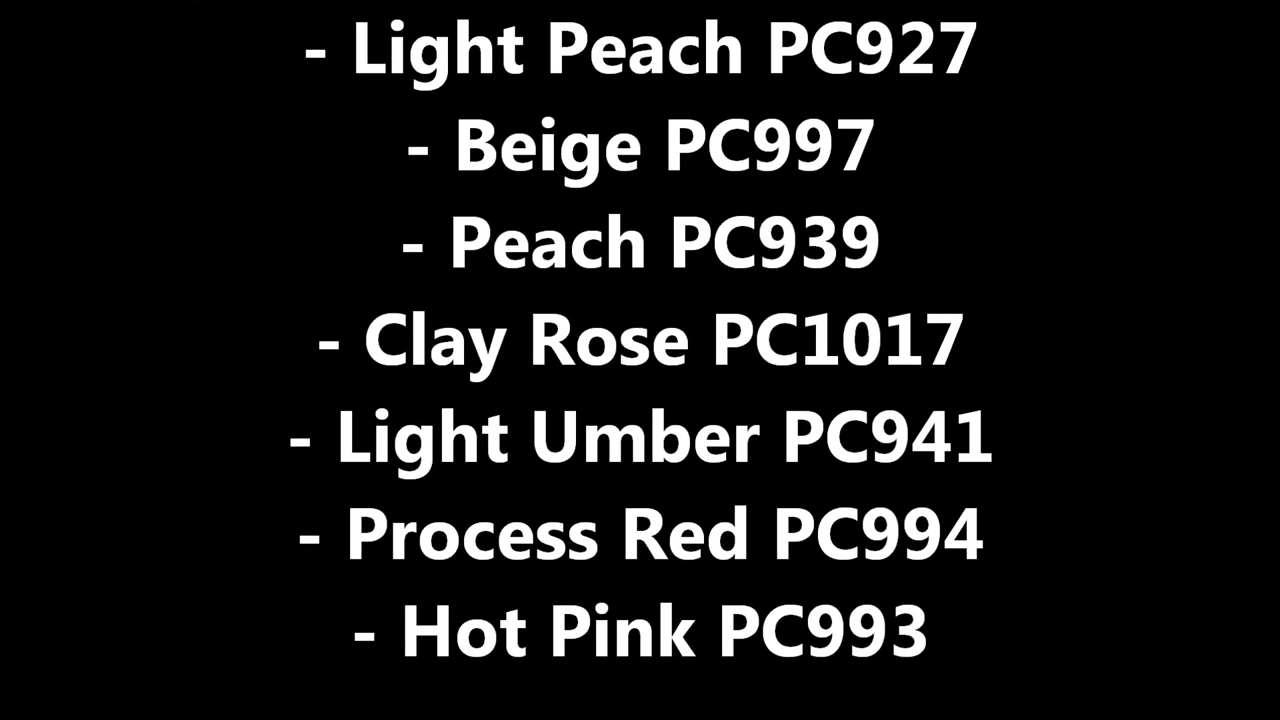 - Light Peach PC927
- Beige PC997
- Peach PC939
- Clay Rose PC1017
- Light Umber PC941
- Process Red PC994
- Hot Pink PC993